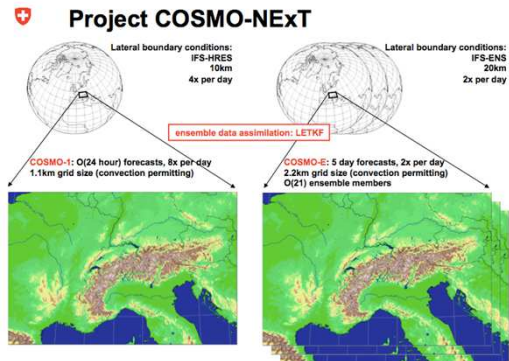 Project COSMO-NExT
Lateral boundary conditions:
IFS-HRES
10km
4x per day
Lateral boundary conditions:
IFS-ENS
20km
2x per day
ensemble data assimilation: LETKF
COSMO-1: O(24 hour) forecasts, 8x per day
1.1km grid size (convection permitting)
COSMO-E: 5 day forecasts, 2x per day
2.2km grid size (convection permitting)
O(21) ensemble members